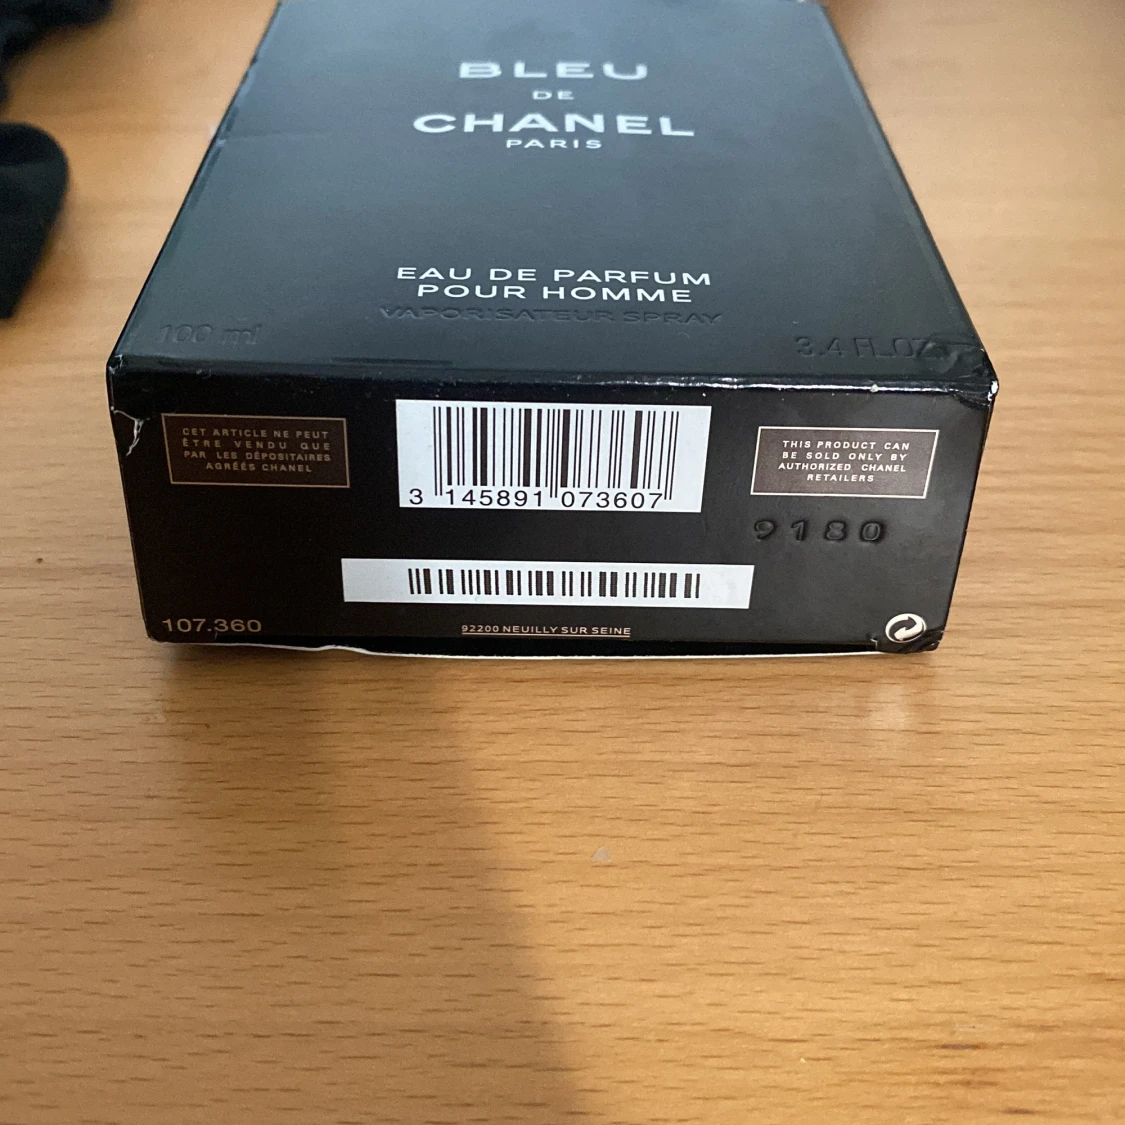 BLEU
DE
CHANEL
PARIS
EAU DE PARFUM
POUR HOMME
VAPORISATEUR SPRAY
100 ml
3.4 FL.OZ
CET ARTICLE NE PEUT
ÊTRE VENDU QUE
PAR LES DÉPOSITAIRES
AGRÉÉS CHANEL
3 145891 073607
THIS PRODUCT CAN
BE SOLD ONLY BY
AUTHORIZED CHANEL
RETAILERS
9180
107.360
92200 NEUILLY SUR SEINE